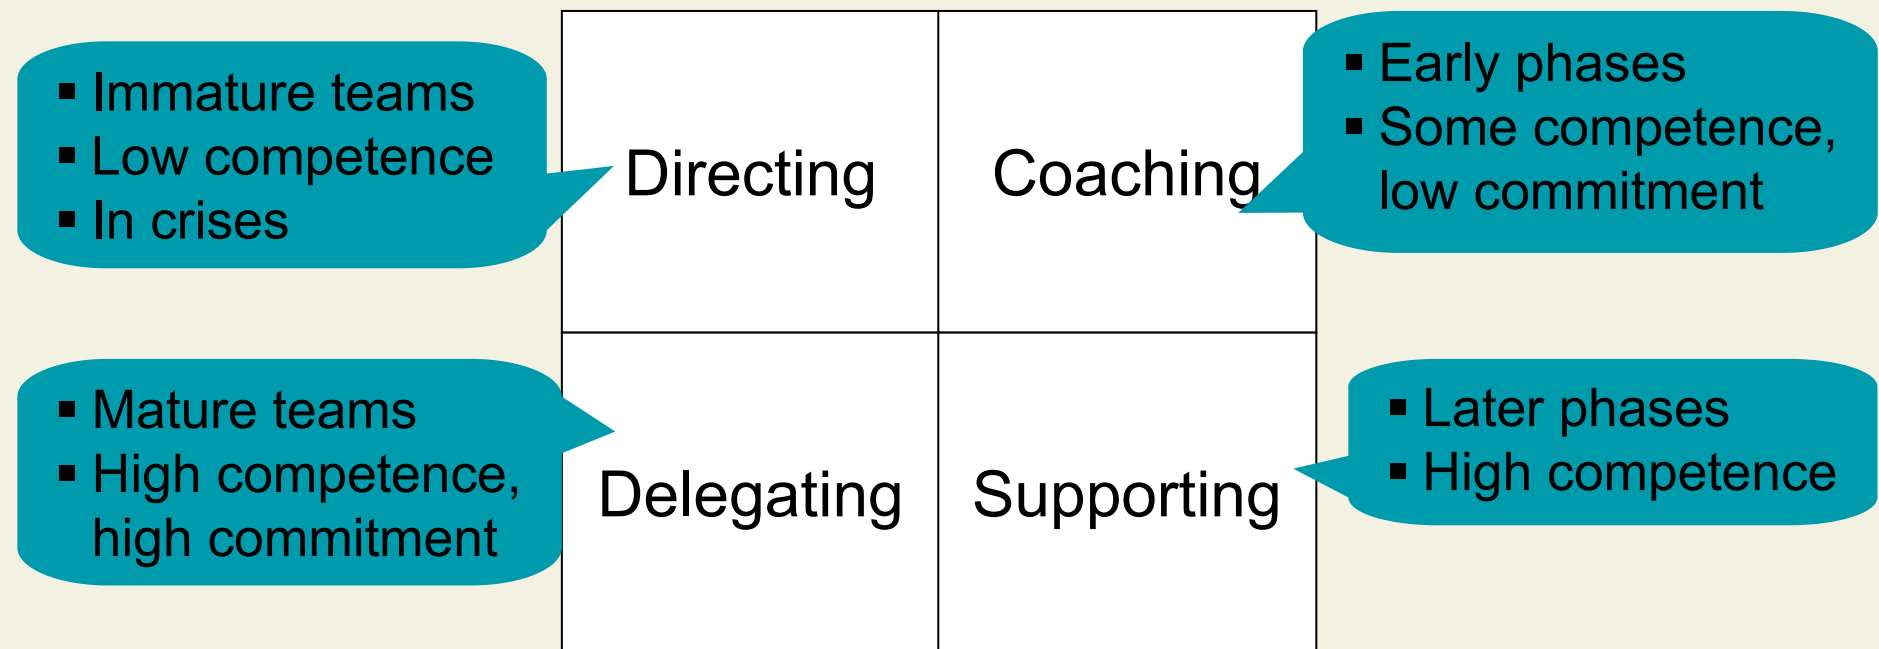 ▪ Immature teams
▪ Low competence
▪ In crises
Directing
Coaching
▪ Early phases
▪ Some competence,
low commitment
▪ Mature teams
▪ High competence,
high commitment
Delegating
Supporting
▪ Later phases
▪ High competence